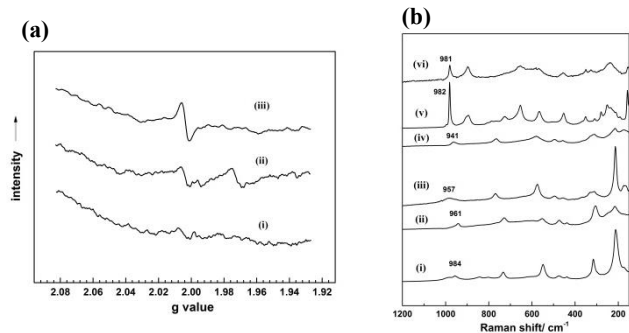 (a)
(iii)
(ii)
(i)
intensity
2.08 2.06 2.04 2.02 2.00 1.98 1.96 1.94 1.92
g value
(b)
981
(vi)
982
(v)
941
(iv)
957
(iii)
961
(ii)
984
(i)
1200 1000 800 600 400 200
Raman shift/ cm-1